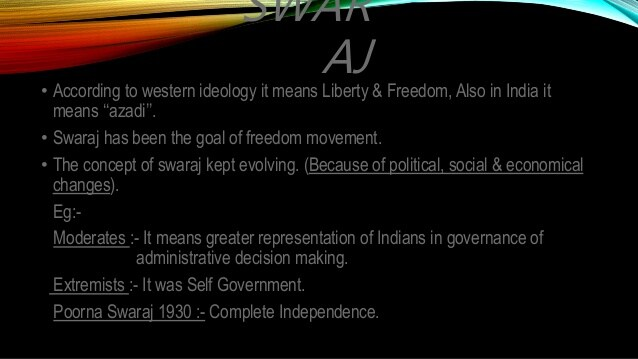 SWAR
AJ
• According to western ideology it means Liberty & Freedom, Also in India it
means “azadi”.
• Swaraj has been the goal of freedom movement.
• The concept of swaraj kept evolving. (Because of political, social & economical
changes).
Eg:-
Moderates :- It means greater representation of Indians in governance of
administrative decision making.
Extremists :- It was Self Government.
Poorna Swaraj 1930 :- Complete Independence.